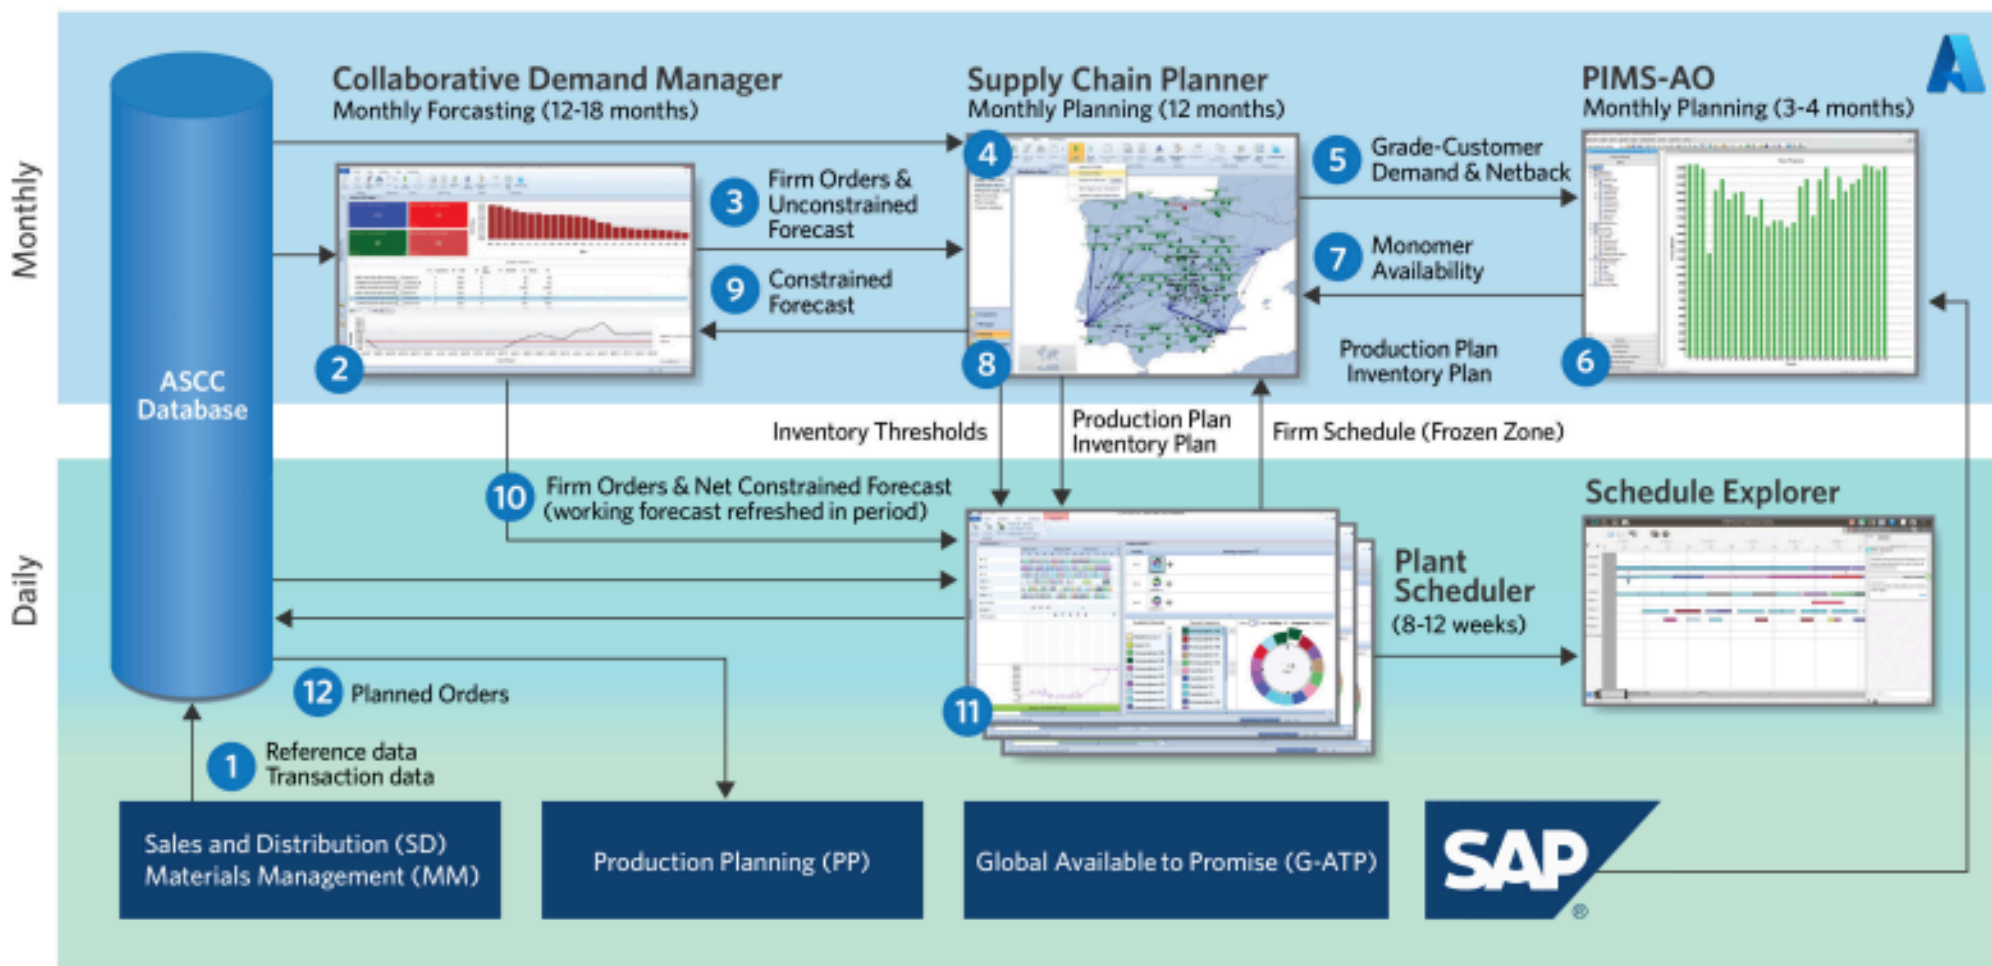 Monthly
Daily
ASCC
Database
Collaborative Demand Manager
Monthly Forcasting (12-18 months)
2
3
Firm Orders &
Unconstrained
Forecast
9
Constrained
Forecast
Supply Chain Planner
Monthly Planning (12 months)
4
8
5
Grade-Customer
Demand & Netback
7
Monomer
Availability
Production Plan
Inventory Plan
PIMS-AO
Monthly Planning (3-4 months)
6
Inventory Thresholds
Production Plan
Inventory Plan
Firm Schedule (Frozen Zone)
10
Firm Orders & Net Constrained Forecast
(working forecast refreshed in period)
11
Plant
Scheduler
(8-12 weeks)
Schedule Explorer
12
Planned Orders
1
Reference data
Transaction data
Sales and Distribution (SD)
Materials Management (MM)
Production Planning (PP)
Global Available to Promise (G-ATP)
SAP
®